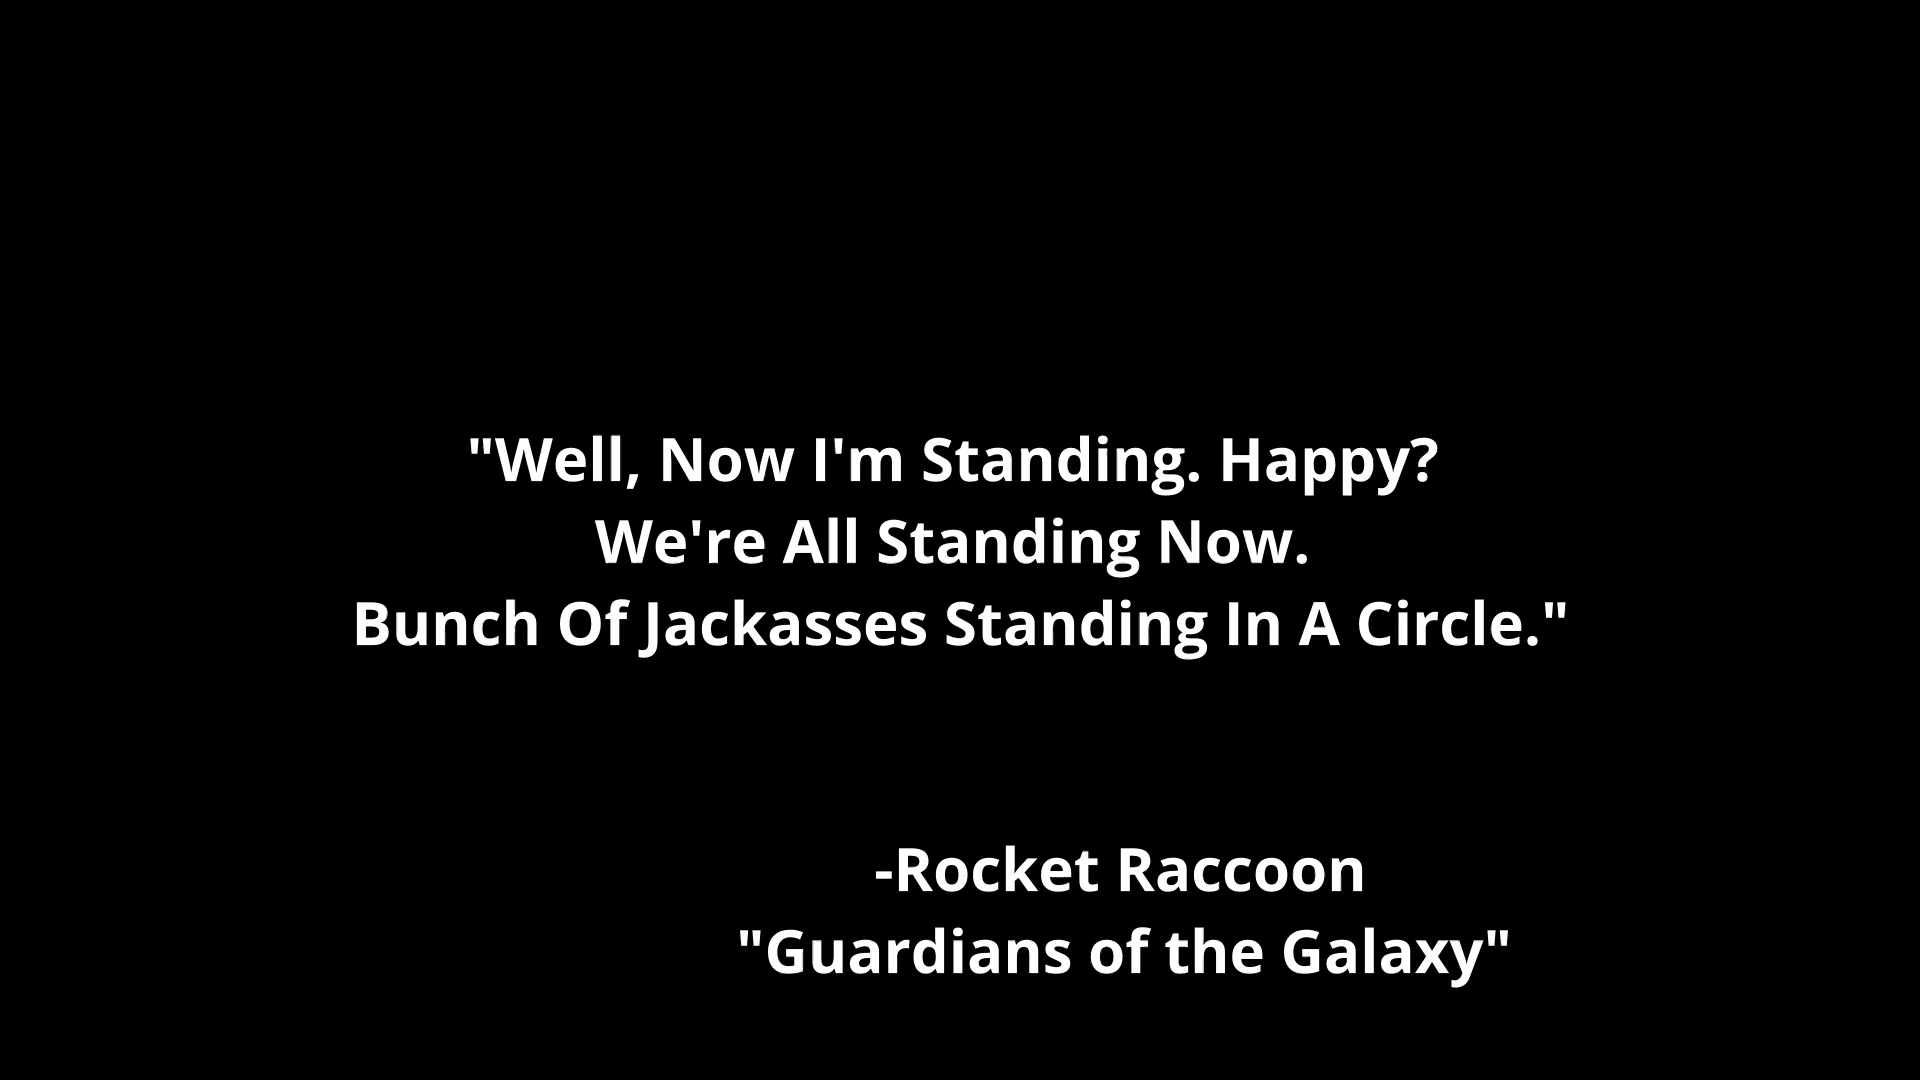 "Well, Now I'm Standing. Happy?
We're All Standing Now.
Bunch Of Jackasses Standing In A Circle."
-Rocket Raccoon
"Guardians of the Galaxy"